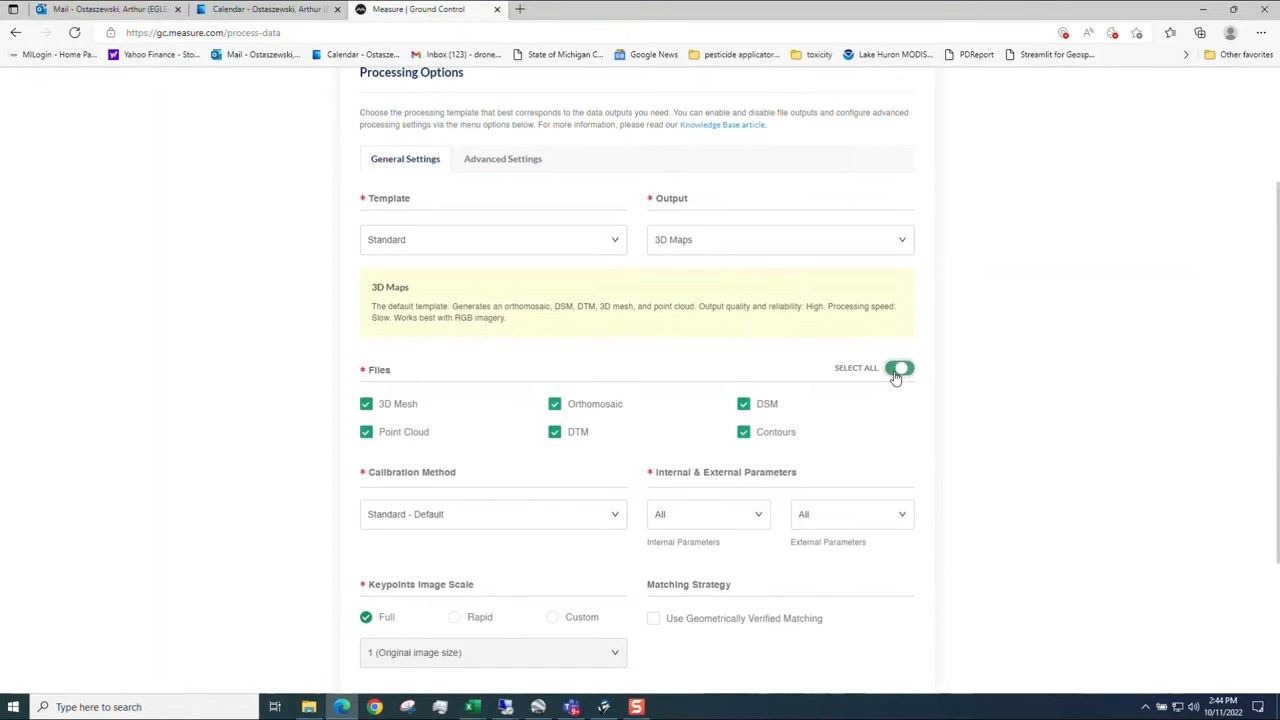 Mail - Ostaszewski, Arthur (EGLE
Calendar - Ostaszewski, Arthur (
Measure | Ground Control
https://gc.measure.com/process-data
MILogin - Home Pa...
Yahoo Finance - Sto...
Mail - Ostaszewski,...
Calendar - Ostasze...
Inbox (123) - drone...
State of Michigan C...
Google News
pesticide applicator...
toxicity
Lake Huron MODIS...
PDReport
Streamlit for Geosp...
Other favorites
Processing Options
Choose the processing template that best corresponds to the data outputs you need. You can enable and disable file outputs and configure advanced
processing settings via the menu options below. For more information, please read our Knowledge Base article.
General Settings
Advanced Settings
* Template
* Output
Standard
3D Maps
3D Maps
The default template. Generates an orthomosaic, DSM, DTM, 3D mesh, and point cloud. Output quality and reliability: High. Processing speed:
Slow. Works best with RGB imagery.
* Files
SELECT ALL
3D Mesh
Orthomosaic
DSM
Point Cloud
DTM
Contours
* Calibration Method
* Internal & External Parameters
Standard - Default
All
All
Internal Parameters
External Parameters
* Keypoints Image Scale
Matching Strategy
Full
Rapid
Custom
Use Geometrically Verified Matching
1 (Original image size)
Type here to search
2:44 PM
10/11/2022